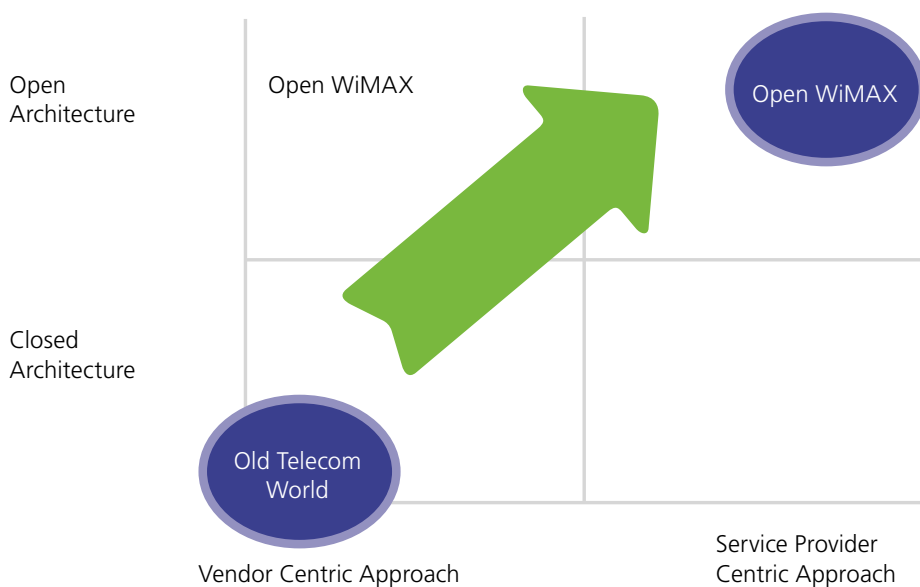 Open
Architecture
Open WiMAX
Open WiMAX
Closed
Architecture
Old Telecom
World
Vendor Centric Approach
Service Provider
Centric Approach